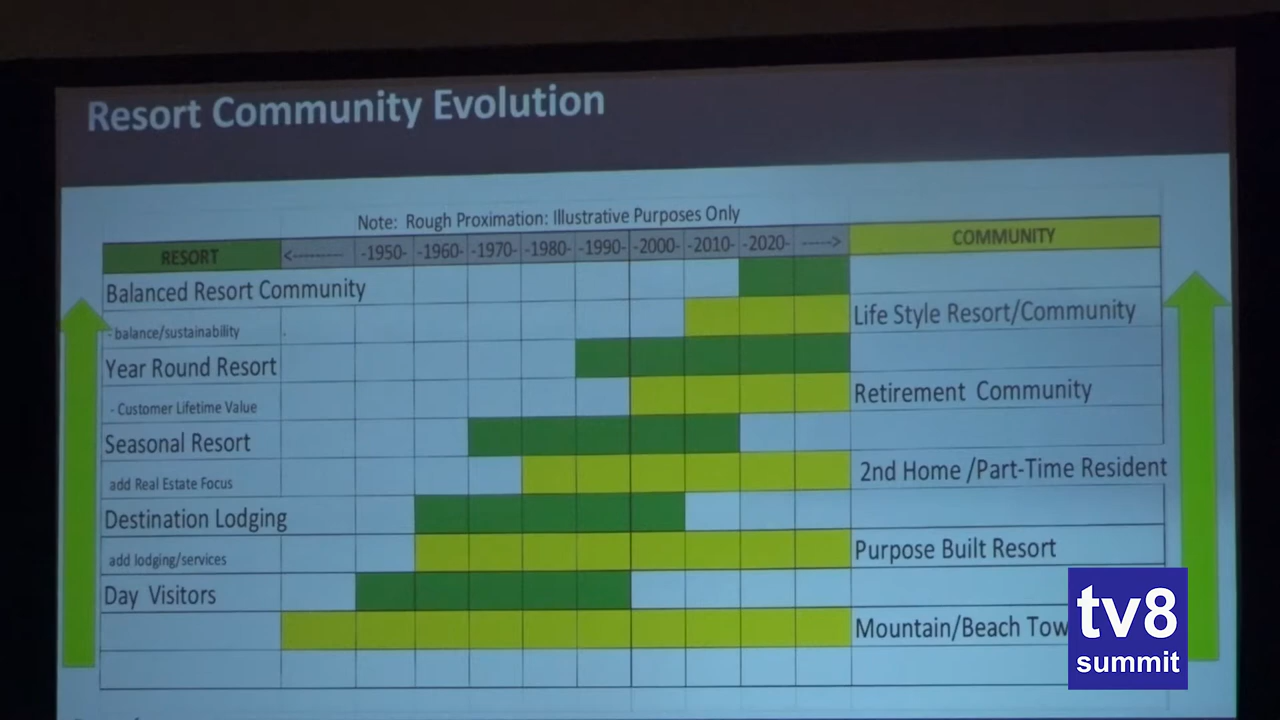 Resort Community Evolution
Note: Rough Proximation: Illustrative Purposes Only
RESORT <---------- -1950- -1960- -1970- -1980- -1990- -2000- -2010- -2020- -----> COMMUNITY
Balanced Resort Community
- balance/sustainability Life Style Resort/Community
Year Round Resort
- Customer Lifetime Value Retirement Community
Seasonal Resort
add Real Estate Focus 2nd Home /Part-Time Resident
Destination Lodging
add lodging/services Purpose Built Resort
Day Visitors
Mountain/Beach Tow
tv8
summit